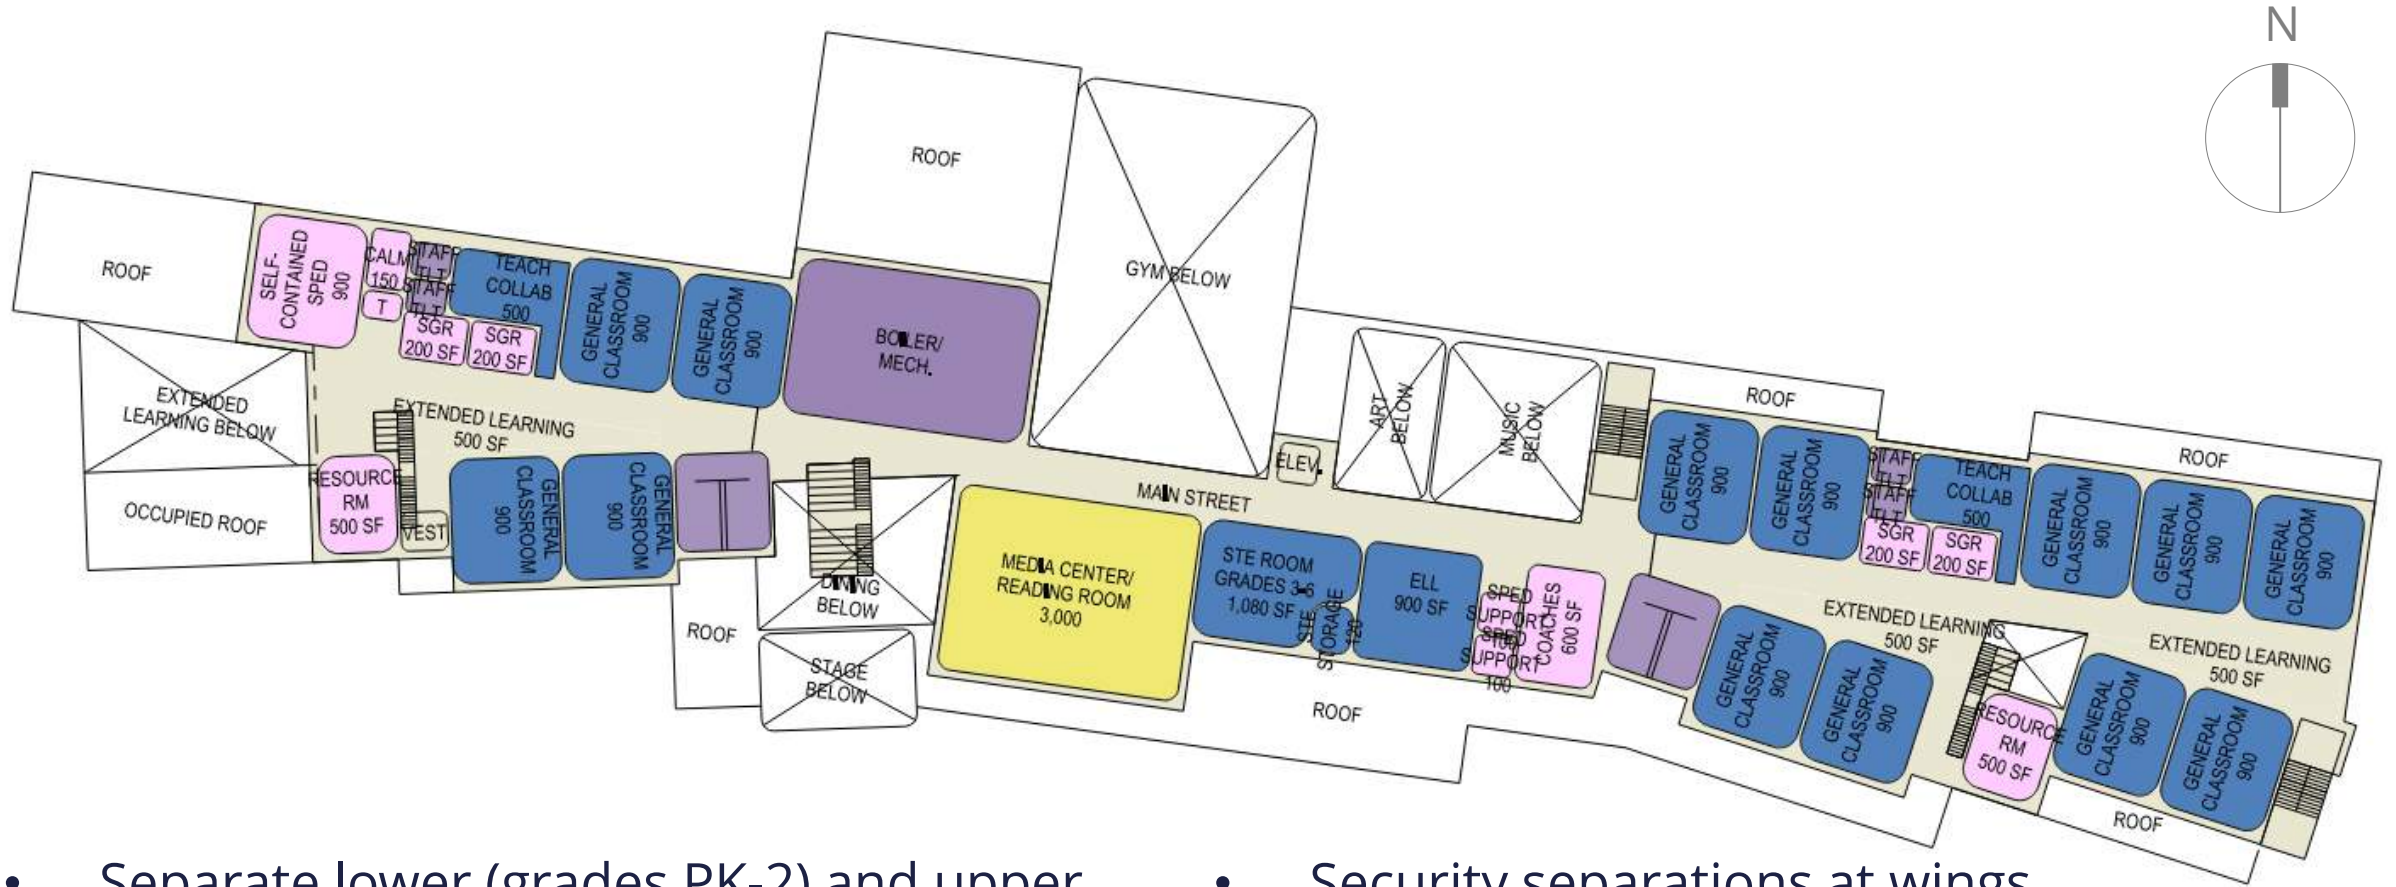 N
ROOF
ROOF
GYM BELOW
SELF-
CONTAINED
SPED
900
CALM
150
T
STAFF
TLT
STAFF
TLT
TEACH
COLLAB
500
SGR
200 SF
SGR
200 SF
GENERAL
CLASSROOM
900
GENERAL
CLASSROOM
900
BOILER/
MECH.
EXTENDED
LEARNING BELOW
OCCUPIED ROOF
EXTENDED LEARNING
500 SF
RESOURCE
RM
500 SF
VEST
GENERAL
CLASSROOM
900
GENERAL
CLASSROOM
900
T
DINING
BELOW
ROOF
STAGE
BELOW
ELEV.
MAIN STREET
ART
BELOW
MUSIC
BELOW
MEDIA CENTER/
READING ROOM
3,000
STE ROOM
GRADES 3-6
1,080 SF
STE
STORAGE
120
ELL
900 SF
SPED
SUPPORT
100
SPED
SUPPORT
100
COACHES
600 SF
ROOF
ROOF
GENERAL
CLASSROOM
900
GENERAL
CLASSROOM
900
STAFF
TLT
STAFF
TLT
TEACH
COLLAB
500
SGR
200 SF
SGR
200 SF
ROOF
GENERAL
CLASSROOM
900
GENERAL
CLASSROOM
900
GENERAL
CLASSROOM
900
T
GENERAL
CLASSROOM
900
GENERAL
CLASSROOM
900
EXTENDED LEARNING
500 SF
EXTENDED LEARNING
500 SF
RESOURCE
RM
500 SF
GENERAL
CLASSROOM
900
GENERAL
CLASSROOM
900
ROOF
• Separate lower (grades PK-2) and upper
• Security separations at wings